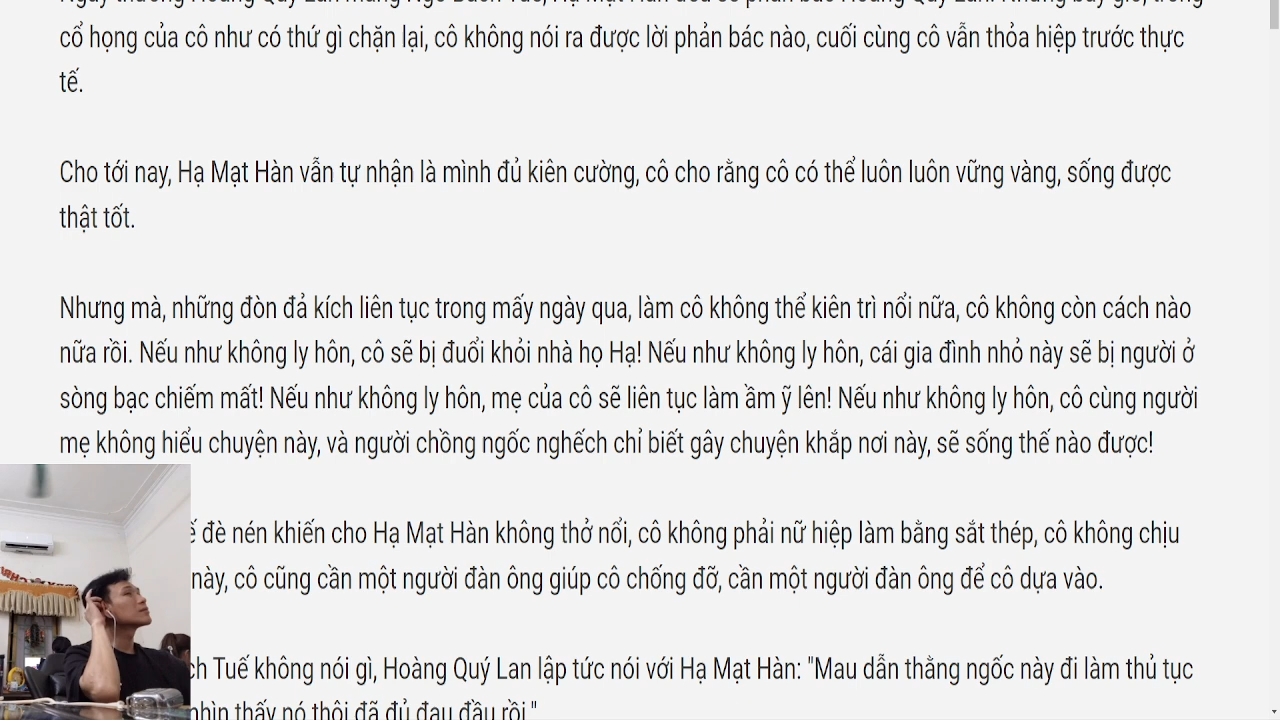 cổ họng của cô như có thứ gì chặn lại, cô không nói ra được lời phản bác nào, cuối cùng cô vẫn thỏa hiệp trước thực
tế.
Cho tới nay, Hạ Mạt Hàn vẫn tự nhận là mình đủ kiên cường, cô cho rằng cô có thể luôn luôn vững vàng, sống được
thật tốt.
Nhưng mà, những đòn đả kích liên tục trong mấy ngày qua, làm cô không thể kiên trì nổi nữa, cô không còn cách nào
nữa rồi. Nếu như không ly hôn, cô sẽ bị đuổi khỏi nhà họ Hạ! Nếu như không ly hôn, cái gia đình nhỏ này sẽ bị người ở
sòng bạc chiếm mất! Nếu như không ly hôn, mẹ của cô sẽ liên tục làm ầm ỹ lên! Nếu như không ly hôn, cô cùng người
mẹ không hiểu chuyện này, và người chồng ngốc nghếch chỉ biết gây chuyện khắp nơi này, sẽ sống thế nào được!
đè nén khiến cho Hạ Mạt Hàn không thở nổi, cô không phải nữ hiệp làm bằng sắt thép, cô không chịu
này, cô cũng cần một người đàn ông giúp cô chống đỡ, cần một người đàn ông để cô dựa vào.
Tuế không nói gì, Hoàng Quý Lan lập tức nói với Hạ Mạt Hàn: "Mau dẫn thằng ngốc này đi làm thủ tục
nhìn thấy nó thôi đã đủ đau đầu rồi."